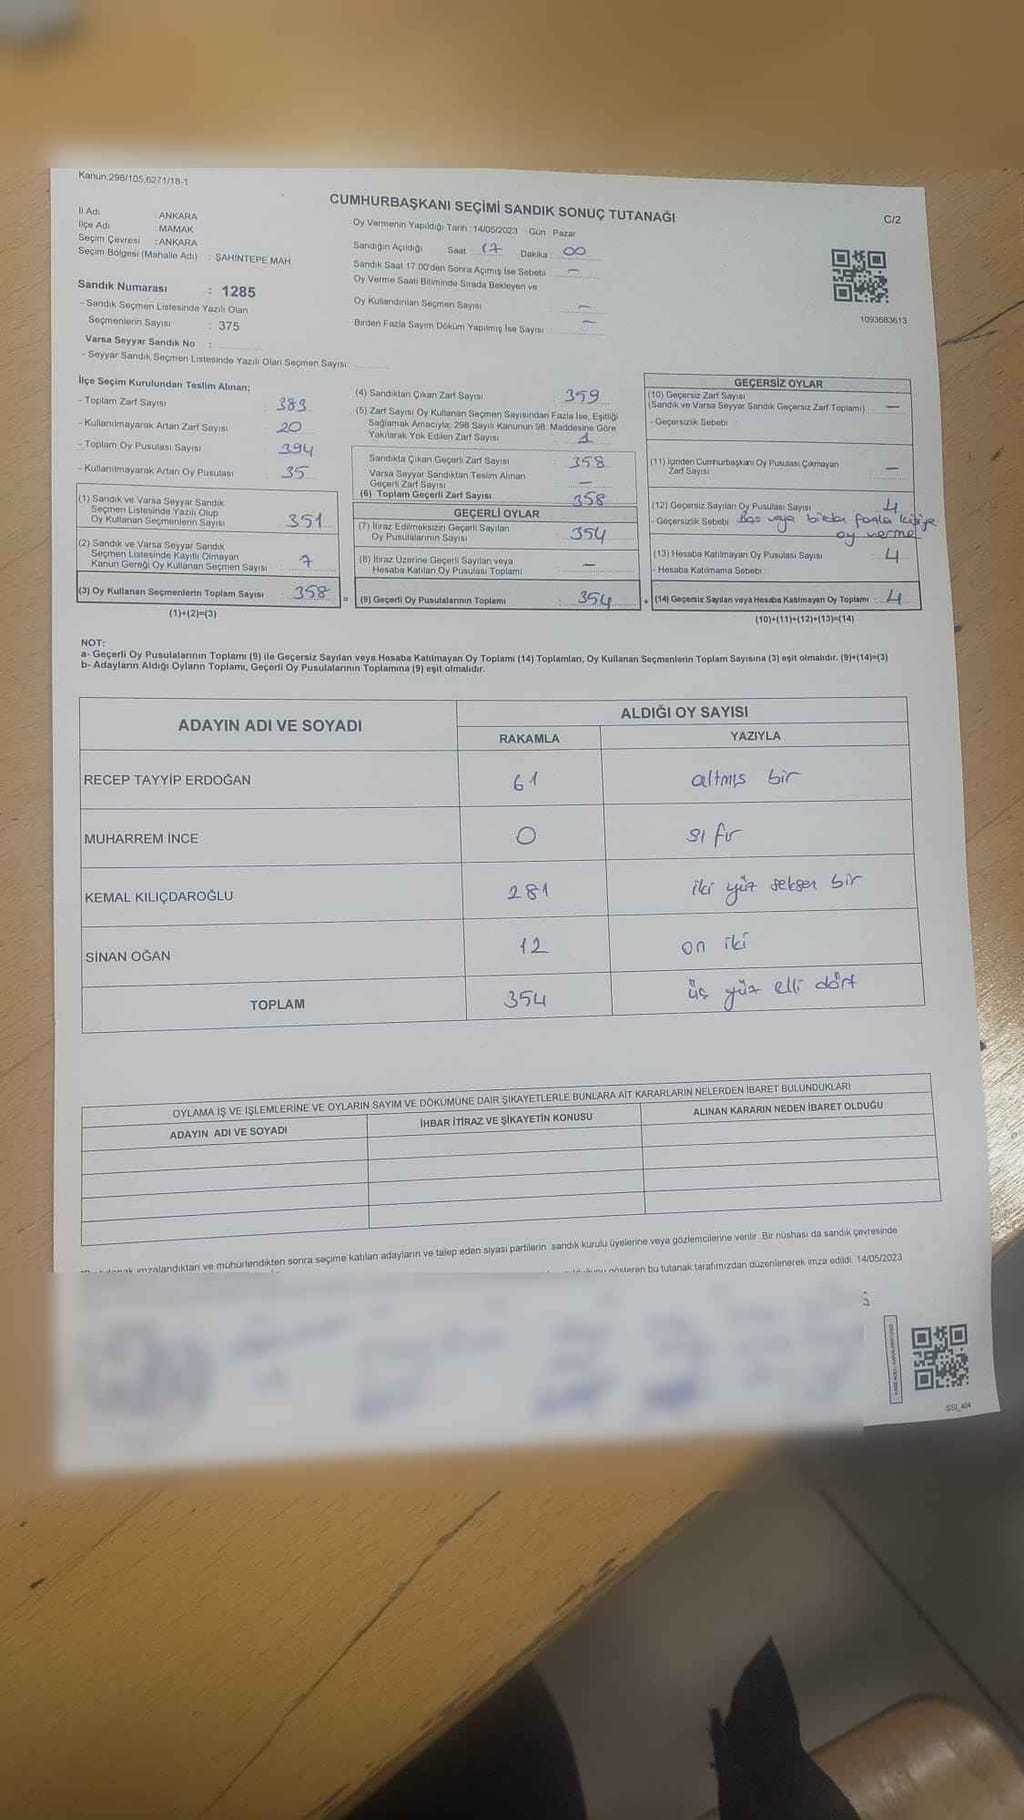 Kanun:298/105;6271/18-1
CUMHURBAŞKANI SEÇİMİ SANDIK SONUÇ TUTANAĞI
C/2
İl Adı : ANKARA
İlçe Adı : MAMAK
Seçim Çevresi : ANKARA
Seçim Bölgesi (Mahalle Adı) : ŞAHİNTEPE MAH.
Oy Vermenin Yapıldığı Tarih : 14/05/2023 Gün : Pazar
Sandığın Açıldığı Saat : 17 Dakika : 00
Sandık Saat 17.00'den Sonra Açılmış İse Sebebi : —
Oy Verme Saati Bitiminde Sırada Bekleyen ve
Oy Kullandırılan Seçmen Sayısı : —
Birden Fazla Sayım Döküm Yapılmış İse Sayısı : —
1093683613
Sandık Numarası : 1285
- Sandık Seçmen Listesinde Yazılı Olan
Seçmenlerin Sayısı : 375
Varsa Seyyar Sandık No :
- Seyyar Sandık Seçmen Listesinde Yazılı Olan Seçmen Sayısı :
İlçe Seçim Kurulundan Teslim Alınan;
- Toplam Zarf Sayısı : 383
- Kullanılmayarak Artan Zarf Sayısı : 20
- Toplam Oy Pusulası Sayısı : 394
- Kullanılmayarak Artan Oy Pusulası : 35
(1) Sandık ve Varsa Seyyar Sandık
Seçmen Listesinde Yazılı Olup
Oy Kullanan Seçmenlerin Sayısı : 351
(2) Sandık ve Varsa Seyyar Sandık
Seçmen Listesinde Kayıtlı Olmayan
Kanun Gereği Oy Kullanan Seçmen Sayısı : 7
(3) Oy Kullanan Seçmenlerin Toplam Sayısı : 358 =
(1)+(2)=(3)
(4) Sandıktan Çıkan Zarf Sayısı : 359
(5) Zarf Sayısı Oy Kullanan Seçmen Sayısından Fazla İse, Eşitliği
Sağlamak Amacıyla; 298 Sayılı Kanunun 98. Maddesine Göre
Yakılarak Yok Edilen Zarf Sayısı : 1
Sandıkta Çıkan Geçerli Zarf Sayısı : 358
Varsa Seyyar Sandıktan Teslim Alınan
Geçerli Zarf Sayısı : —
(6) Toplam Geçerli Zarf Sayısı : 358
GEÇERLİ OYLAR
(7) İtiraz Edilmeksizin Geçerli Sayılan
Oy Pusulalarının Sayısı : 354
(8) İtiraz Üzerine Geçerli Sayılan veya
Hesaba Katılan Oy Pusulası Toplamı : —
(9) Geçerli Oy Pusulalarının Toplamı : 354 +
GEÇERSİZ OYLAR
(10) Geçersiz Zarf Sayısı
(Sandık ve Varsa Seyyar Sandık Geçersiz Zarf Toplamı) : —
- Geçersizlik Sebebi :
(11) İçinden Cumhurbaşkanı Oy Pusulası Çıkmayan
Zarf Sayısı : —
(12) Geçersiz Sayılan Oy Pusulası Sayısı : 4
- Geçersizlik Sebebi : Boş veya birden fazla kişiye
oy verme
(13) Hesaba Katılmayan Oy Pusulası Sayısı : 4
- Hesaba Katılmama Sebebi :
(14) Geçersiz Sayılan veya Hesaba Katılmayan Oy Toplamı : 4
(10)+(11)+(12)+(13)=(14)
NOT:
a- Geçerli Oy Pusulalarının Toplamı (9) ile Geçersiz Sayılan veya Hesaba Katılmayan Oy Toplamı (14) Toplamları, Oy Kullanan Seçmenlerin Toplam Sayısına (3) eşit olmalıdır. (9)+(14)=(3)
b- Adayların Aldığı Oyların Toplamı, Geçerli Oy Pusulalarının Toplamına (9) eşit olmalıdır.
ADAYIN ADI VE SOYADI
ALDIĞI OY SAYISI
RAKAMLA YAZIYLA
RECEP TAYYİP ERDOĞAN 61 altmış bir
MUHARREM İNCE 0 sıfır
KEMAL KILIÇDAROĞLU 281 iki yüz seksen bir
SİNAN OĞAN 12 on iki
TOPLAM 354 üç yüz elli dört
OYLAMA İŞ VE İŞLEMLERİNE VE OYLARIN SAYIM VE DÖKÜMÜNE DAİR ŞİKAYETLERLE BUNLARA AİT KARARLARIN NELERDEN İBARET BULUNDUKLARI
ADAYIN ADI VE SOYADI İHBAR İTİRAZ VE ŞİKAYETİN KONUSU ALINAN KARARIN NEDEN İBARET OLDUĞU
imzalandıktan ve mühürlendikten sonra seçime katılan adayların ve talep eden siyasi partilerin sandık kurulu üyelerine veya gözlemcilerine verilir. Bir nüshası da sandık çevresinde
gösteren bu tutanak tarafımızdan düzenlenerek imza edildi. 14/05/2023
SSI_404